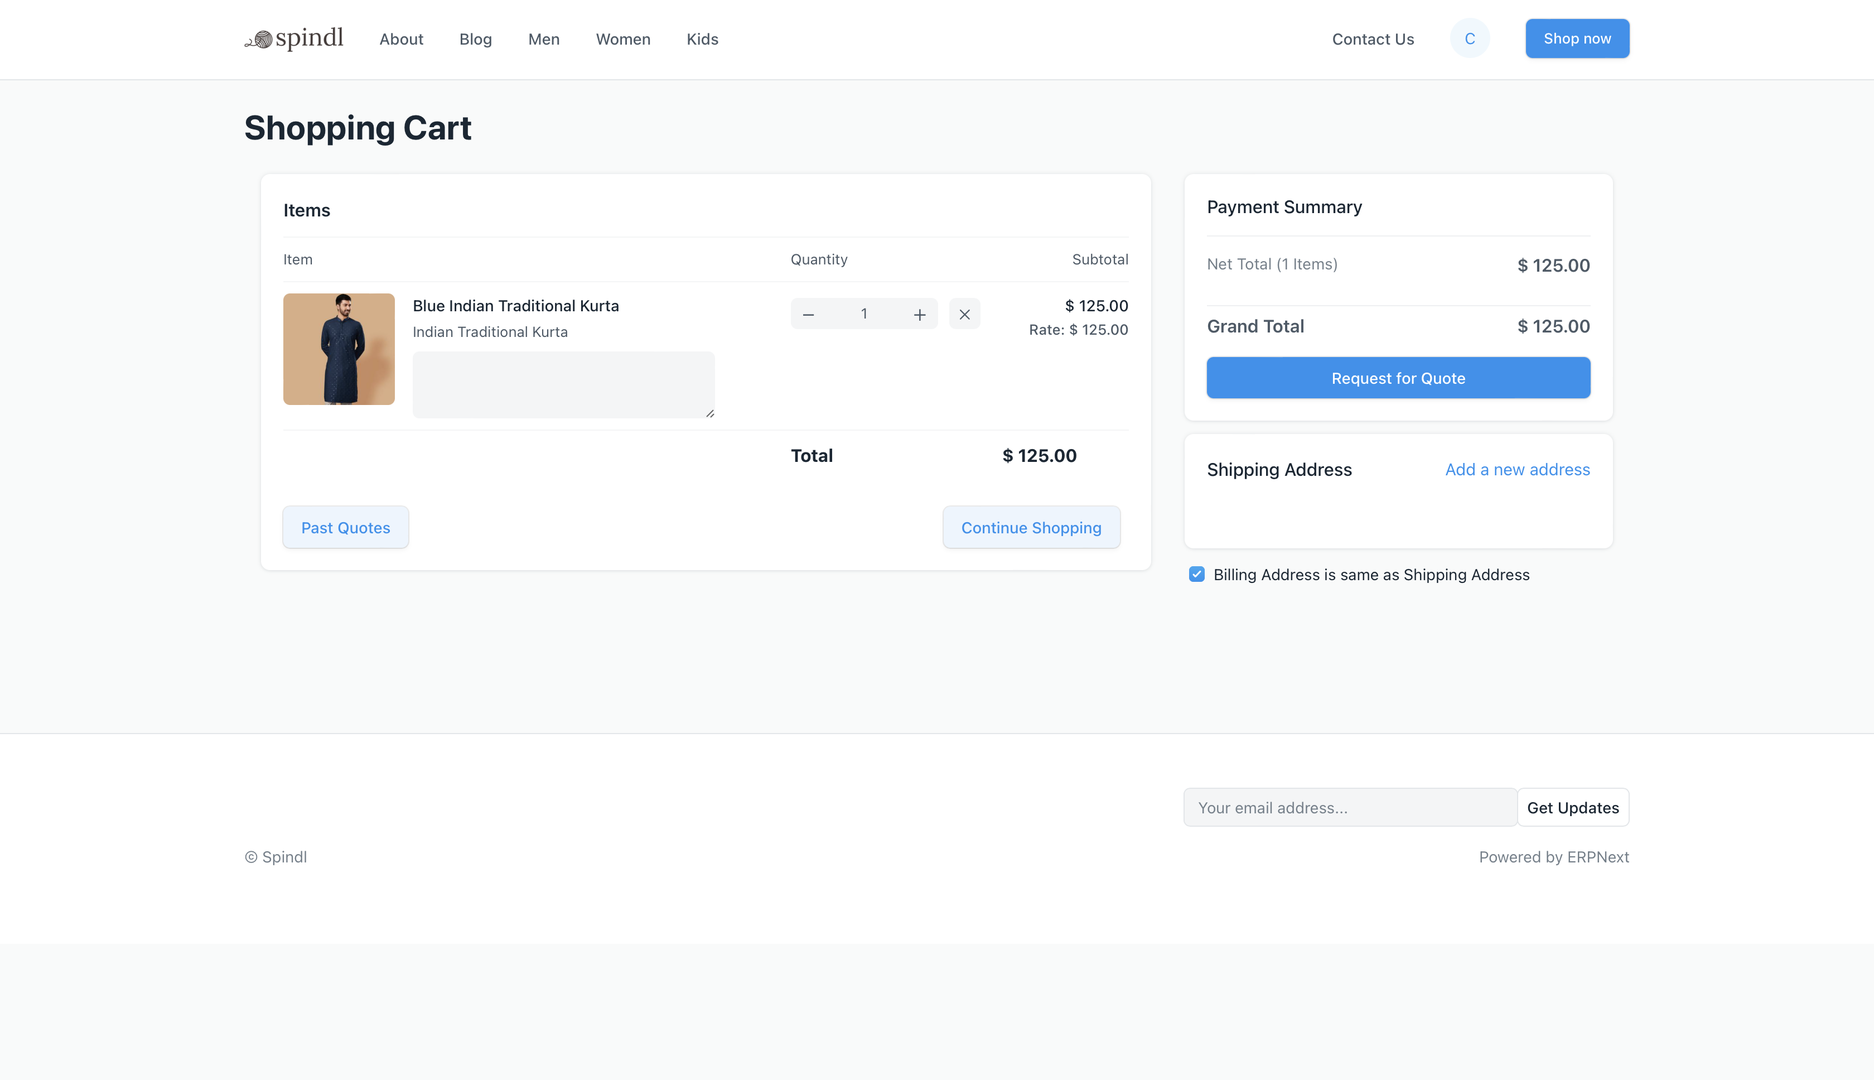 spindl
About
Blog
Men
Women
Kids
Contact Us
C
Shop now
Shopping Cart
Items
Item Quantity Subtotal
Blue Indian Traditional Kurta
Indian Traditional Kurta
1
$ 125.00
Rate: $ 125.00
Total $ 125.00
Past Quotes
Continue Shopping
Payment Summary
Net Total (1 Items) $ 125.00
Grand Total $ 125.00
Request for Quote
Shipping Address Add a new address
Billing Address is same as Shipping Address
Your email address...
Get Updates
© Spindl
Powered by ERPNext